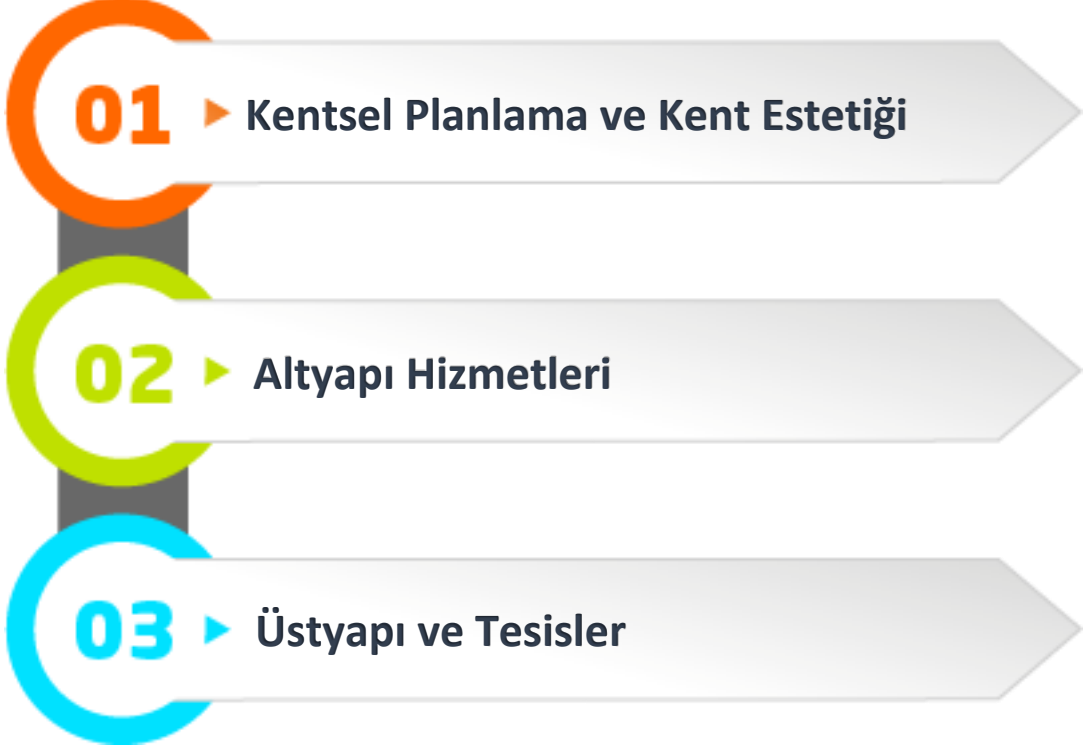 01 Kentsel Planlama ve Kent Estetiği
02 Altyapı Hizmetleri
03 Üstyapı ve Tesisler